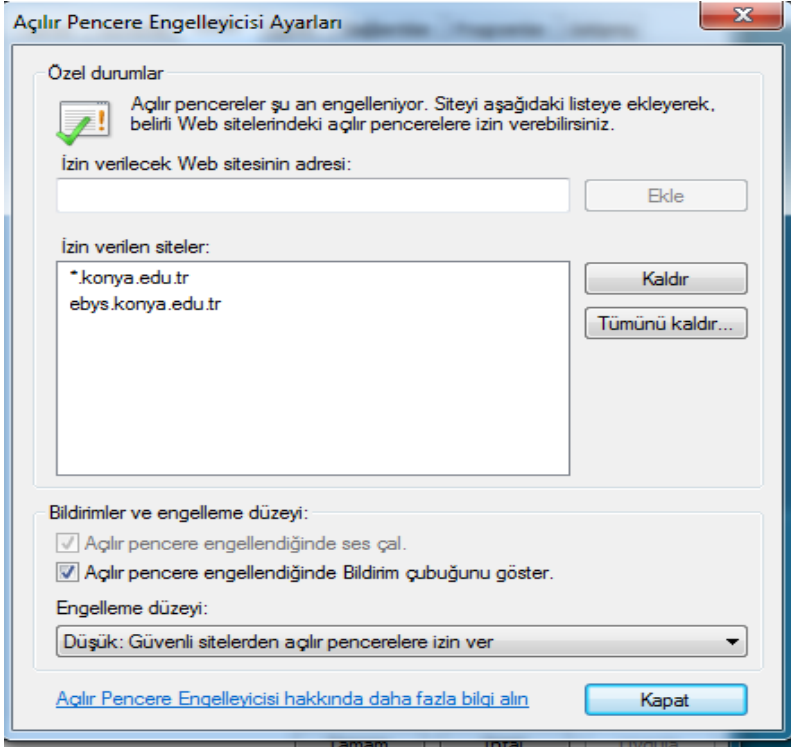 Açılır Pencere Engelleyicisi Ayarları
Özel durumlar
Açılır pencereler şu an engelleniyor. Siteyi aşağıdaki listeye ekleyerek,
belirli Web sitelerindeki açılır pencerelere izin verebilirsiniz.
İzin verilecek Web sitesinin adresi:
Ekle
İzin verilen siteler:
*.konya.edu.tr
ebys.konya.edu.tr
Kaldır
Tümünü kaldır...
Bildirimler ve engelleme düzeyi:
Açılır pencere engellendiğinde ses çal.
Açılır pencere engellendiğinde Bildirim çubuğunu göster.
Engelleme düzeyi:
Düşük: Güvenli sitelerden açılır pencerelere izin ver
Açılır Pencere Engelleyicisi hakkında daha fazla bilgi alın
Kapat